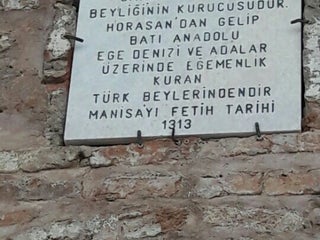 BEYLİĞİNİN KURUCUSUDUR.
HORASAN'DAN GELİP
BATI ANADOLU
EGE DENİZİ VE ADALAR
ÜZERİNDE EGEMENLİK
KURAN
TÜRK BEYLERİNDENDİR
MANİSAYI FETİH TARİHİ
1313